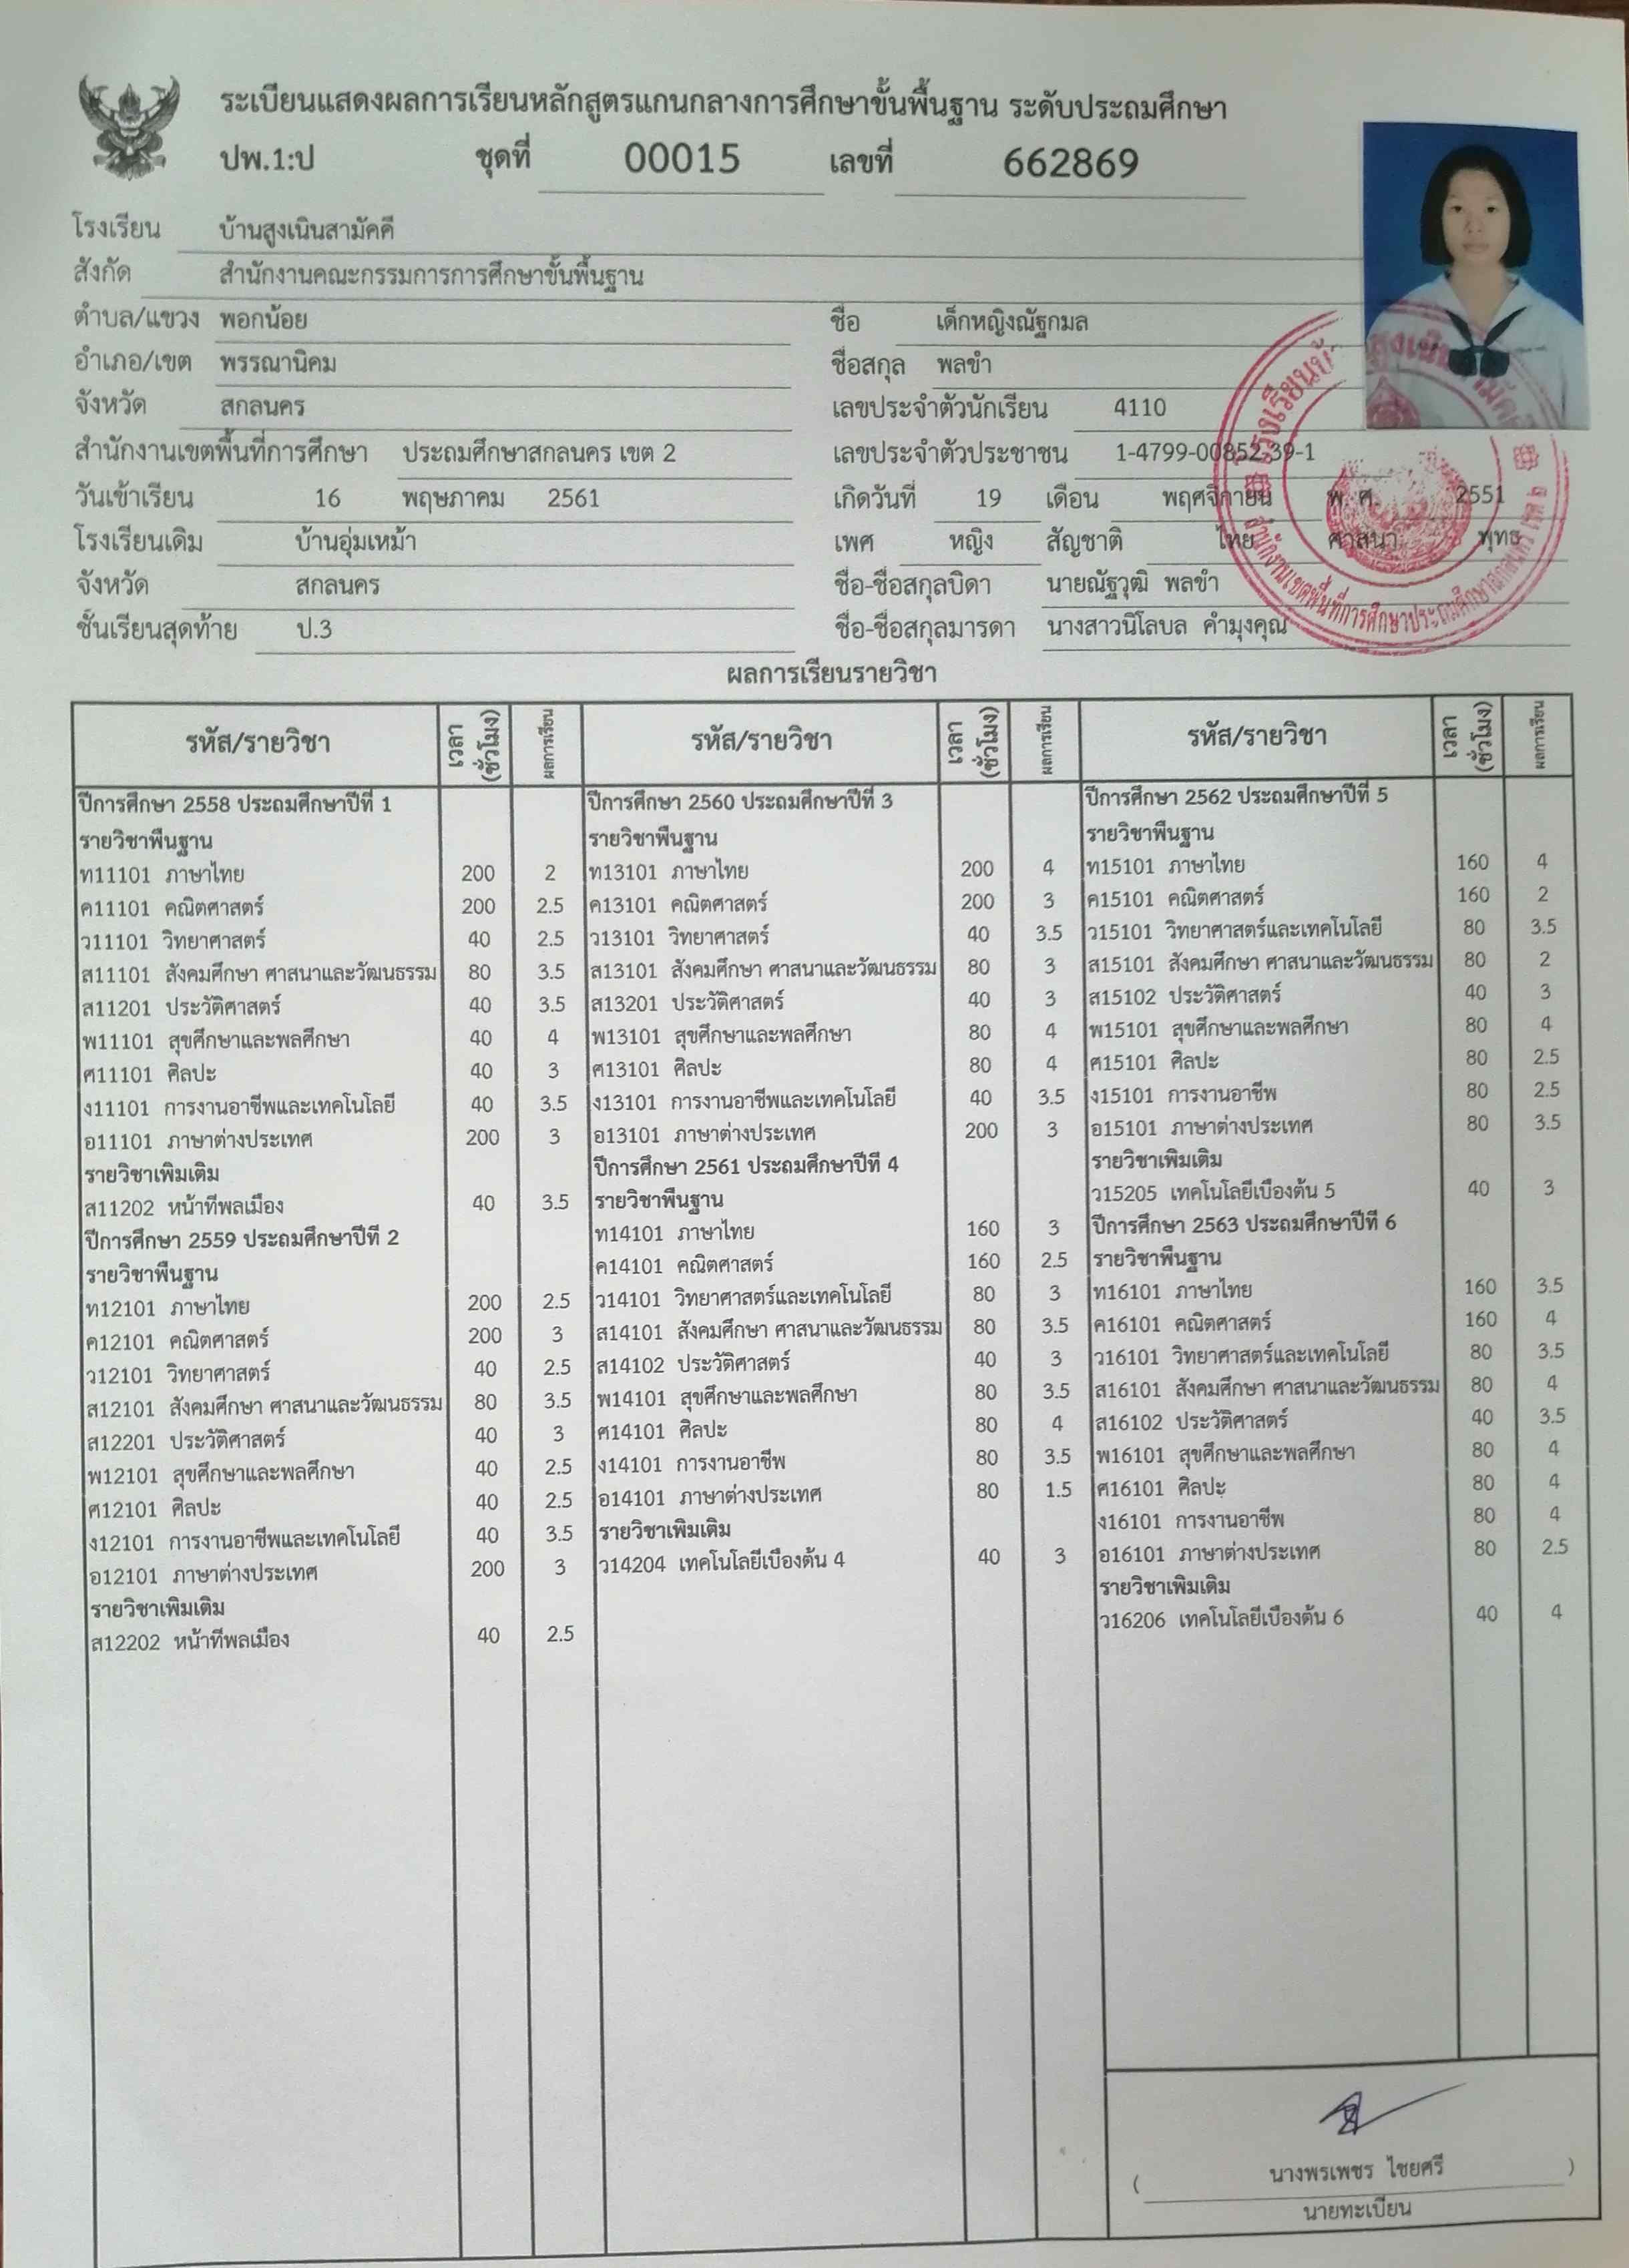 ระเบียนแสดงผลการเรียนหลักสูตรแกนกลางการศึกษาขั้นพื้นฐาน ระดับประถมศึกษา
ปพ.1:ป ชุดที่ 00015 เลขที่ 662869
โรงเรียน บ้านสูงเนินสามัคคี
สังกัด สำนักงานคณะกรรมการการศึกษาขั้นพื้นฐาน
ตำบล/แขวง พอกน้อย
อำเภอ/เขต พรรณานิคม
จังหวัด สกลนคร
สำนักงานเขตพื้นที่การศึกษา ประถมศึกษาสกลนคร เขต 2
วันเข้าเรียน 16 พฤษภาคม 2561
โรงเรียนเดิม บ้านอุ่มเหม้า
จังหวัด สกลนคร
ชั้นเรียนสุดท้าย ป.3
ชื่อ เด็กหญิงณัฐกมล
ชื่อสกุล พลขำ
เลขประจำตัวนักเรียน 4110
เลขประจำตัวประชาชน 1-4799-00852-39-1
เกิดวันที่ 19 เดือน พฤศจิกายน พ.ศ. 2551
เพศ หญิง สัญชาติ ไทย ศาสนา พุทธ
ชื่อ-ชื่อสกุลบิดา นายณัฐวุฒิ พลขำ
ชื่อ-ชื่อสกุลมารดา นางสาวนิโลบล คำมุงคุณ
ผลการเรียนรายวิชา
รหัส/รายวิชา เวลา (ชั่วโมง) ผลการเรียน
ปีการศึกษา 2558 ประถมศึกษาปีที่ 1
รายวิชาพื้นฐาน
ท11101 ภาษาไทย 200 2
ค11101 คณิตศาสตร์ 200 2.5
ว11101 วิทยาศาสตร์ 40 2.5
ส11101 สังคมศึกษา ศาสนาและวัฒนธรรม 80 3.5
ส11201 ประวัติศาสตร์ 40 3.5
พ11101 สุขศึกษาและพลศึกษา 40 4
ศ11101 ศิลปะ 40 3
ง11101 การงานอาชีพและเทคโนโลยี 40 3.5
อ11101 ภาษาต่างประเทศ 200 3
รายวิชาเพิ่มเติม
ส11202 หน้าที่พลเมือง 40 3.5
ปีการศึกษา 2559 ประถมศึกษาปีที่ 2
รายวิชาพื้นฐาน
ท12101 ภาษาไทย 200 2.5
ค12101 คณิตศาสตร์ 200 3
ว12101 วิทยาศาสตร์ 40 2.5
ส12101 สังคมศึกษา ศาสนาและวัฒนธรรม 80 3.5
ส12201 ประวัติศาสตร์ 40 3
พ12101 สุขศึกษาและพลศึกษา 40 2.5
ศ12101 ศิลปะ 40 2.5
ง12101 การงานอาชีพและเทคโนโลยี 40 3.5
อ12101 ภาษาต่างประเทศ 200 3
รายวิชาเพิ่มเติม
ส12202 หน้าที่พลเมือง 40 2.5
รหัส/รายวิชา เวลา (ชั่วโมง) ผลการเรียน
ปีการศึกษา 2560 ประถมศึกษาปีที่ 3
รายวิชาพื้นฐาน
ท13101 ภาษาไทย 200 4
ค13101 คณิตศาสตร์ 200 3
ว13101 วิทยาศาสตร์ 40 3.5
ส13101 สังคมศึกษา ศาสนาและวัฒนธรรม 80 3
ส13201 ประวัติศาสตร์ 40 3
พ13101 สุขศึกษาและพลศึกษา 80 4
ศ13101 ศิลปะ 80 4
ง13101 การงานอาชีพและเทคโนโลยี 40 3.5
อ13101 ภาษาต่างประเทศ 200 3
ปีการศึกษา 2561 ประถมศึกษาปีที่ 4
รายวิชาพื้นฐาน
ท14101 ภาษาไทย 160 3
ค14101 คณิตศาสตร์ 160 2.5
ว14101 วิทยาศาสตร์และเทคโนโลยี 80 3
ส14101 สังคมศึกษา ศาสนาและวัฒนธรรม 80 3.5
ส14102 ประวัติศาสตร์ 40 3
พ14101 สุขศึกษาและพลศึกษา 80 3.5
ศ14101 ศิลปะ 80 4
ง14101 การงานอาชีพ 80 3.5
อ14101 ภาษาต่างประเทศ 80 1.5
รายวิชาเพิ่มเติม
ว14204 เทคโนโลยีเบื้องต้น 4 40 3
รหัส/รายวิชา เวลา (ชั่วโมง) ผลการเรียน
ปีการศึกษา 2562 ประถมศึกษาปีที่ 5
รายวิชาพื้นฐาน
ท15101 ภาษาไทย 160 4
ค15101 คณิตศาสตร์ 160 2
ว15101 วิทยาศาสตร์และเทคโนโลยี 80 3.5
ส15101 สังคมศึกษา ศาสนาและวัฒนธรรม 80 2
ส15102 ประวัติศาสตร์ 40 3
พ15101 สุขศึกษาและพลศึกษา 80 4
ศ15101 ศิลปะ 80 2.5
ง15101 การงานอาชีพ 80 2.5
อ15101 ภาษาต่างประเทศ 80 3.5
รายวิชาเพิ่มเติม
ว15205 เทคโนโลยีเบื้องต้น 5 40 3
ปีการศึกษา 2563 ประถมศึกษาปีที่ 6
รายวิชาพื้นฐาน
ท16101 ภาษาไทย 160 3.5
ค16101 คณิตศาสตร์ 160 4
ว16101 วิทยาศาสตร์และเทคโนโลยี 80 3.5
ส16101 สังคมศึกษา ศาสนาและวัฒนธรรม 80 4
ส16102 ประวัติศาสตร์ 40 3.5
พ16101 สุขศึกษาและพลศึกษา 80 4
ศ16101 ศิลปะ 80 4
ง16101 การงานอาชีพ 80 4
อ16101 ภาษาต่างประเทศ 80 2.5
รายวิชาเพิ่มเติม
ว16206 เทคโนโลยีเบื้องต้น 6 40 4
( นางพรเพชร ไชยศรี )
นายทะเบียน